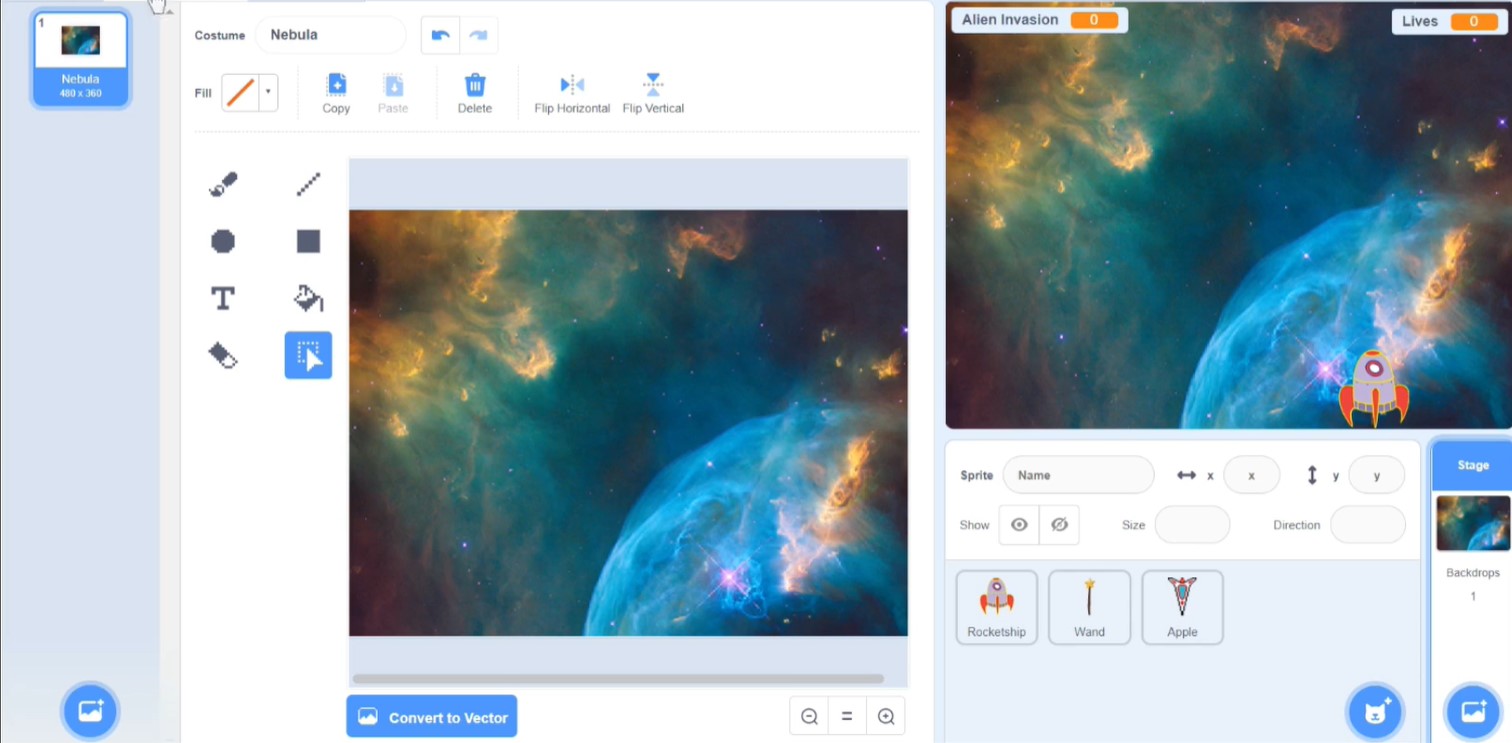 1
Nebula
480 x 360
Costume
Nebula
Fill
Copy
Paste
Delete
Flip Horizontal
Flip Vertical
T
Convert to Vector
Alien Invasion 0
Lives 0
Sprite
Name
x
x
y
y
Show
Size
Direction
Rocketship
Wand
Apple
Stage
Backdrops
1